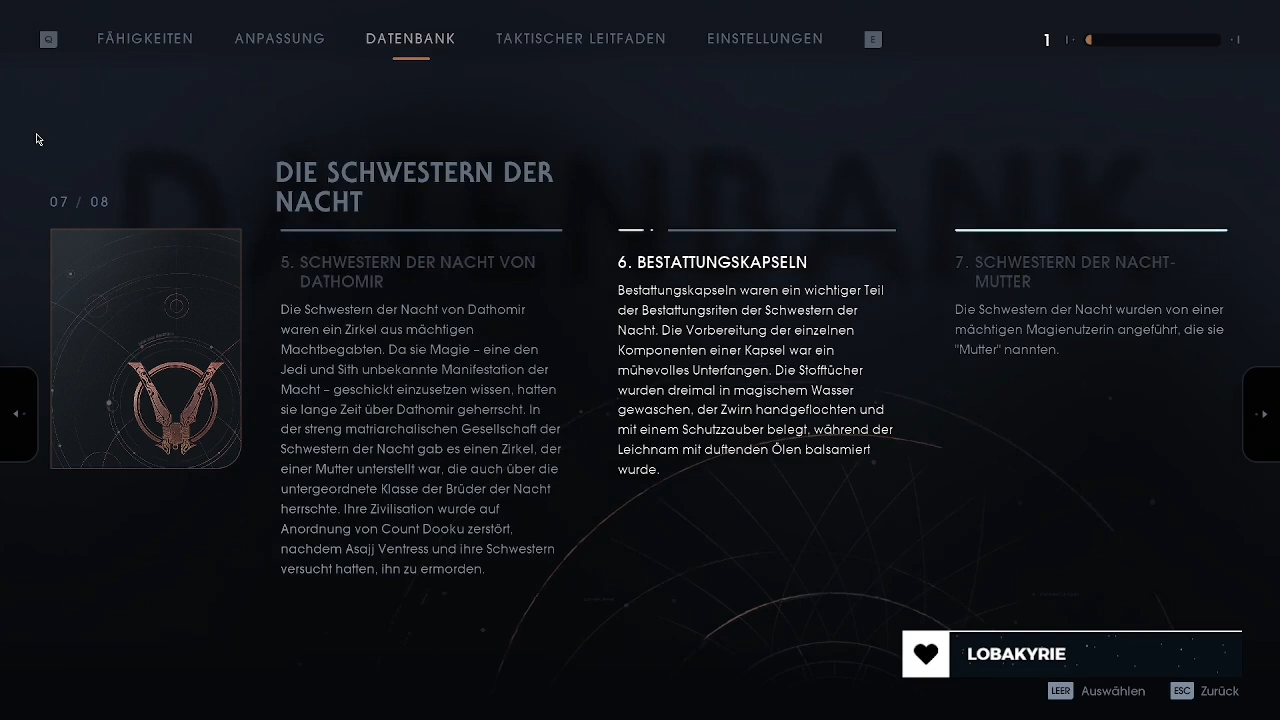 Q FÄHIGKEITEN ANPASSUNG DATENBANK TAKTISCHER LEITFADEN EINSTELLUNGEN E 1
DATENBANK
DIE SCHWESTERN DER
NACHT
07 / 08
5. SCHWESTERN DER NACHT VON
DATHOMIR
Die Schwestern der Nacht von Dathomir
waren ein Zirkel aus mächtigen
Machtbegabten. Da sie Magie – eine den
Jedi und Sith unbekannte Manifestation der
Macht – geschickt einzusetzen wissen, hatten
sie lange Zeit über Dathomir geherrscht. In
der streng matriarchalischen Gesellschaft der
Schwestern der Nacht gab es einen Zirkel, der
einer Mutter unterstellt war, die auch über die
untergeordnete Klasse der Brüder der Nacht
herrschte. Ihre Zivilisation wurde auf
Anordnung von Count Dooku zerstört,
nachdem Asajj Ventress und ihre Schwestern
versucht hatten, ihn zu ermorden.
6. BESTATTUNGSKAPSELN
Bestattungskapseln waren ein wichtiger Teil
der Bestattungsriten der Schwestern der
Nacht. Die Vorbereitung der einzelnen
Komponenten einer Kapsel war ein
mühevolles Unterfangen. Die Stofftücher
wurden dreimal in magischem Wasser
gewaschen, der Zwirn handgeflochten und
mit einem Schutzzauber belegt, während der
Leichnam mit duftenden Ölen balsamiert
wurde.
7. SCHWESTERN DER NACHT-
MUTTER
Die Schwestern der Nacht wurden von einer
mächtigen Magienutzerin angeführt, die sie
"Mutter" nannten.
LOBAKYRIE
LEER Auswählen ESC Zurück